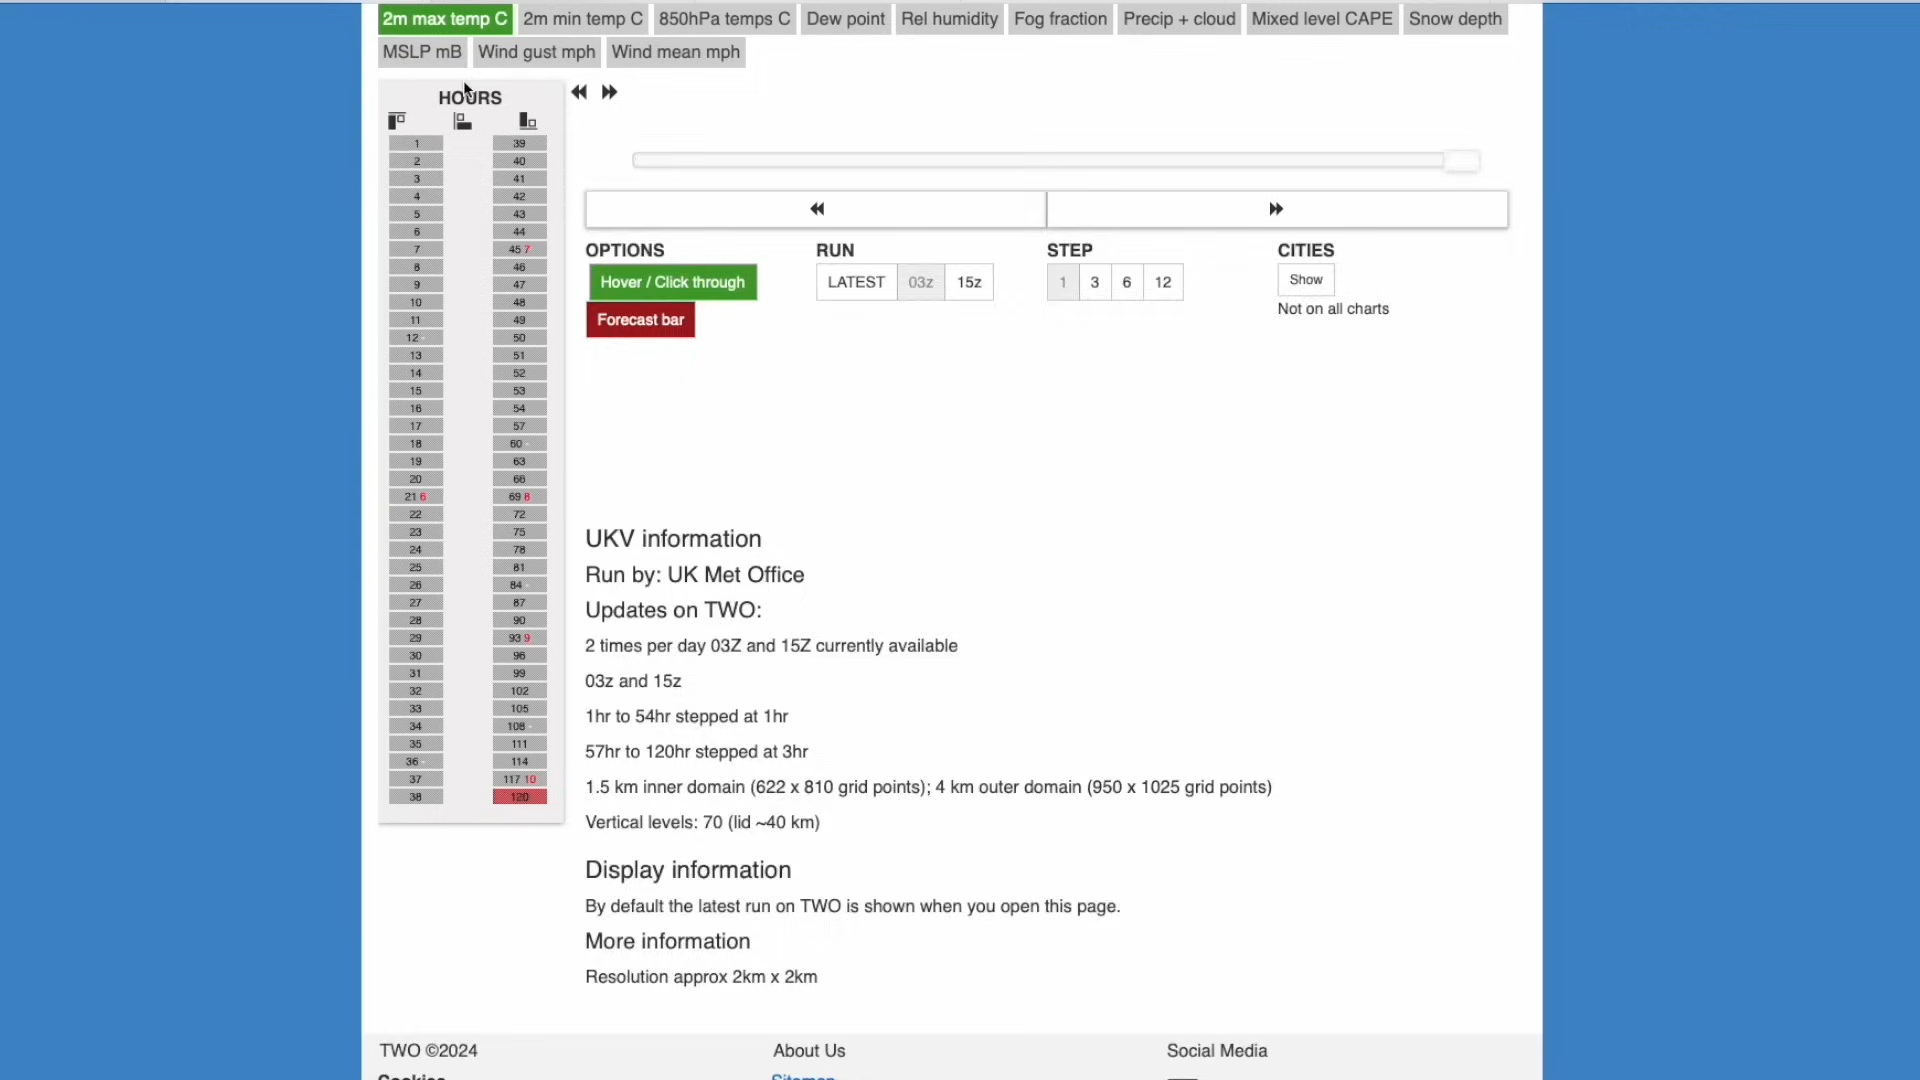 2m max temp C 2m min temp C 850hPa temps C Dew point Rel humidity Fog fraction Precip + cloud Mixed level CAPE Snow depth
MSLP mB Wind gust mph Wind mean mph
HOURS
1 39
2 40
3 41
4 42
5 43
6 44
7 45 7
8 46
9 47
10 48
11 49
12 - 50
13 51
14 52
15 53
16 54
17 57
18 60 -
19 63
20 66
21 6 69 8
22 72
23 75
24 78
25 81
26 84 -
27 87
28 90
29 93 9
30 96
31 99
32 102
33 105
34 108 -
35 111
36 - 114
37 117 10
38 120
OPTIONS RUN STEP CITIES
Hover / Click through LATEST 03z 15z 1 3 6 12 Show
Forecast bar Not on all charts
UKV information
Run by: UK Met Office
Updates on TWO:
2 times per day 03Z and 15Z currently available
03z and 15z
1hr to 54hr stepped at 1hr
57hr to 120hr stepped at 3hr
1.5 km inner domain (622 x 810 grid points); 4 km outer domain (950 x 1025 grid points)
Vertical levels: 70 (lid ~40 km)
Display information
By default the latest run on TWO is shown when you open this page.
More information
Resolution approx 2km x 2km
TWO ©2024 About Us Social Media
Cookies Sitemap